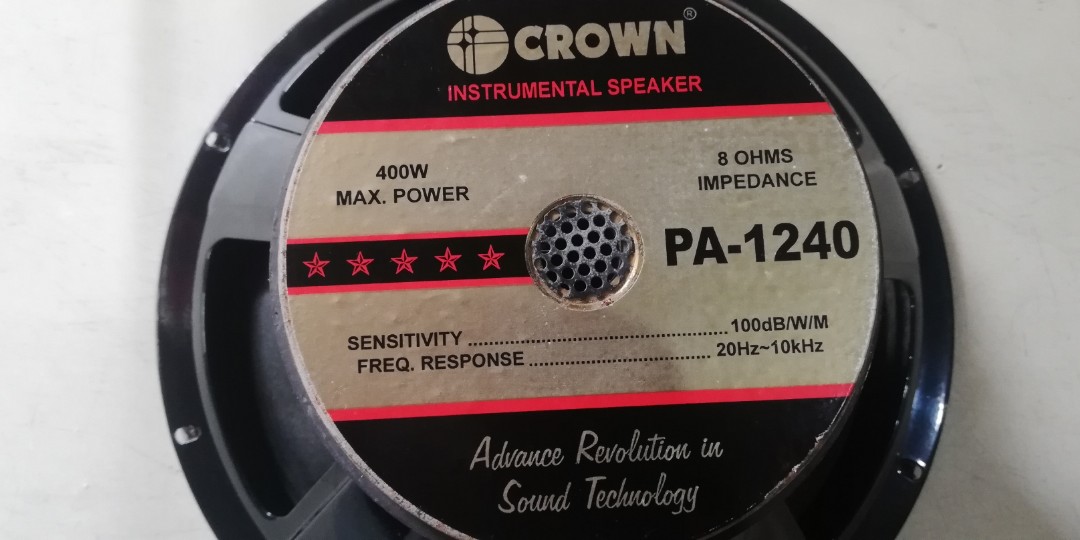 CROWN®
INSTRUMENTAL SPEAKER
400W
MAX. POWER
8 OHMS
IMPEDANCE
PA-1240
SENSITIVITY ........................................ 100dB/W/M
FREQ. RESPONSE ............................ 20Hz~10kHz
Advance Revolution in
Sound Technology